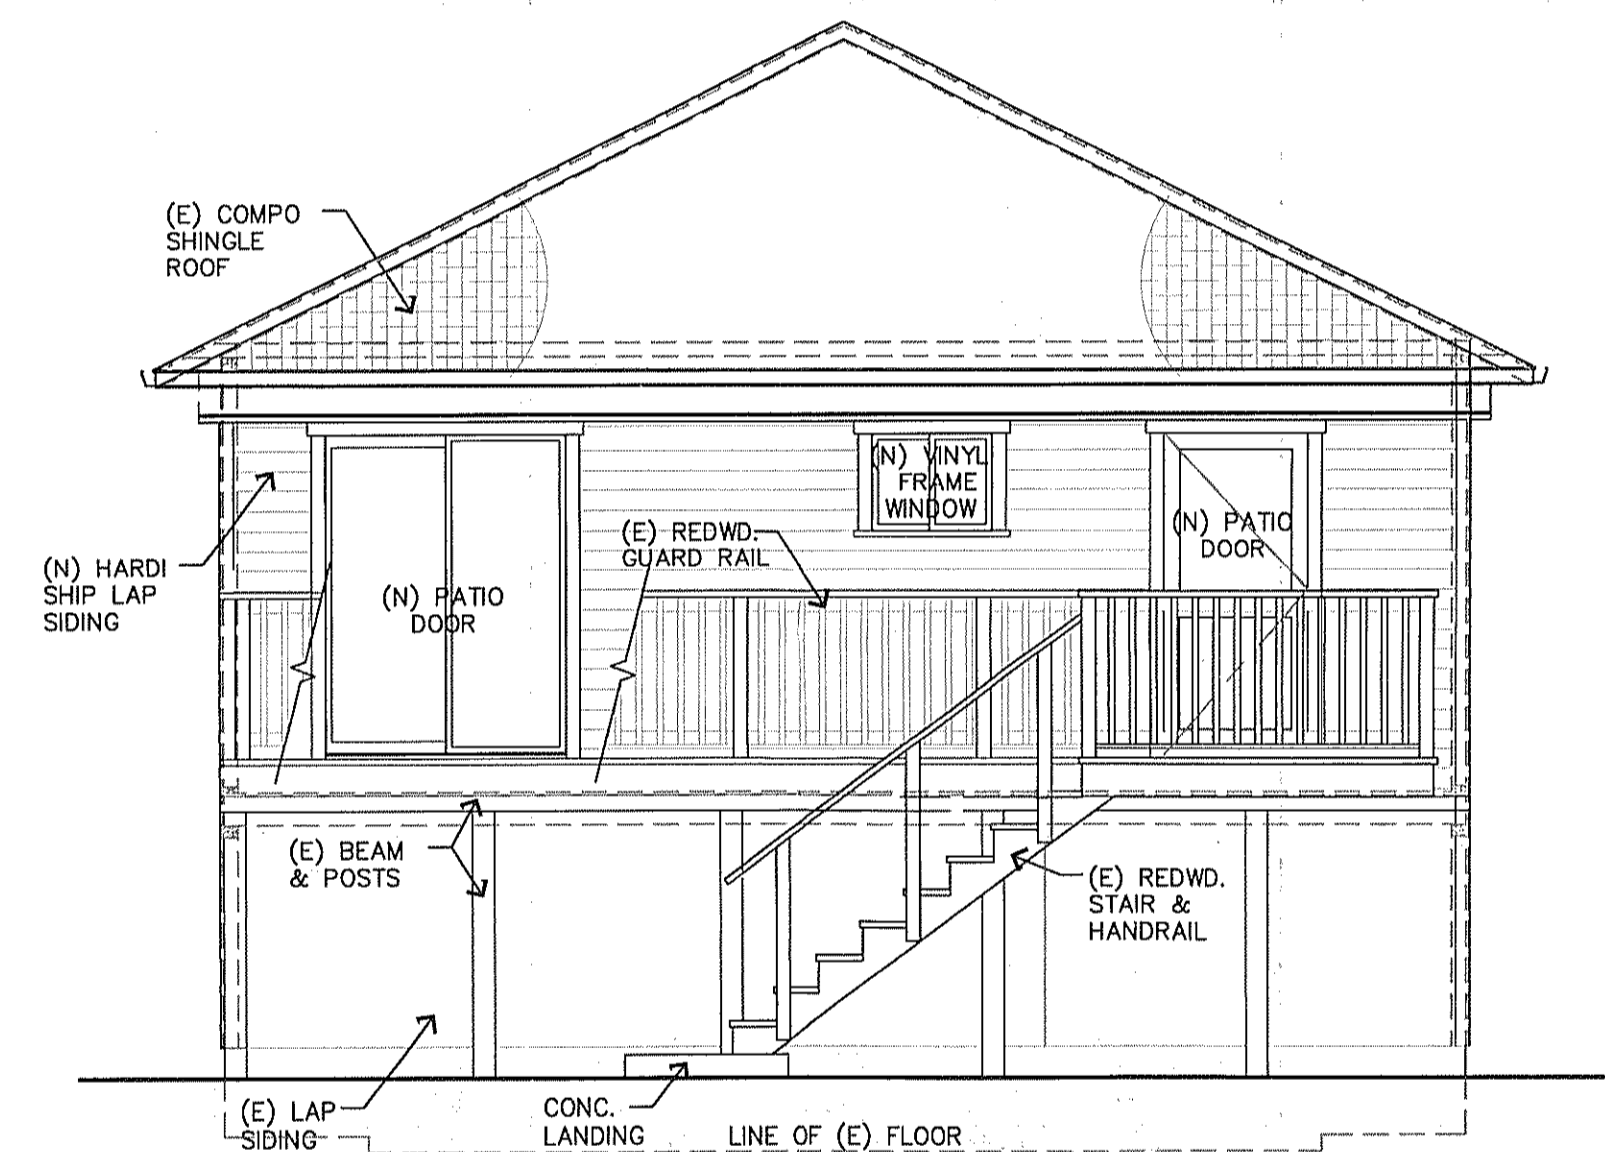 (E) COMPO
SHINGLE
ROOF
(N) VINYL
FRAME
WINDOW
(N) PATIO
DOOR
(E) REDWD.
GUARD RAIL
(N) HARDI
SHIP LAP
SIDING
(N) PATIO
DOOR
(E) BEAM
& POSTS
(E) REDWD.
STAIR &
HANDRAIL
(E) LAP
SIDING
CONC.
LANDING
LINE OF (E) FLOOR